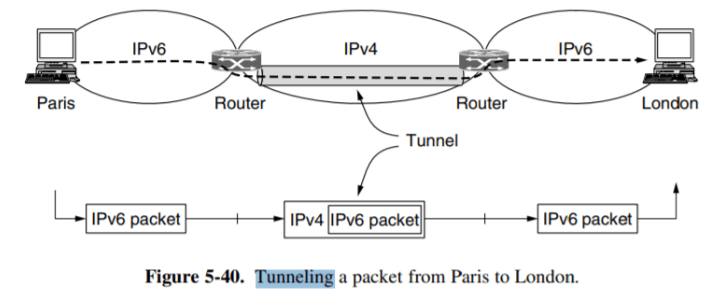 IPv6
IPv4
IPv6
Paris
Router
Router
London
Tunnel
IPv6 packet
IPv4 IPv6 packet
IPv6 packet
Figure 5-40. Tunneling a packet from Paris to London.